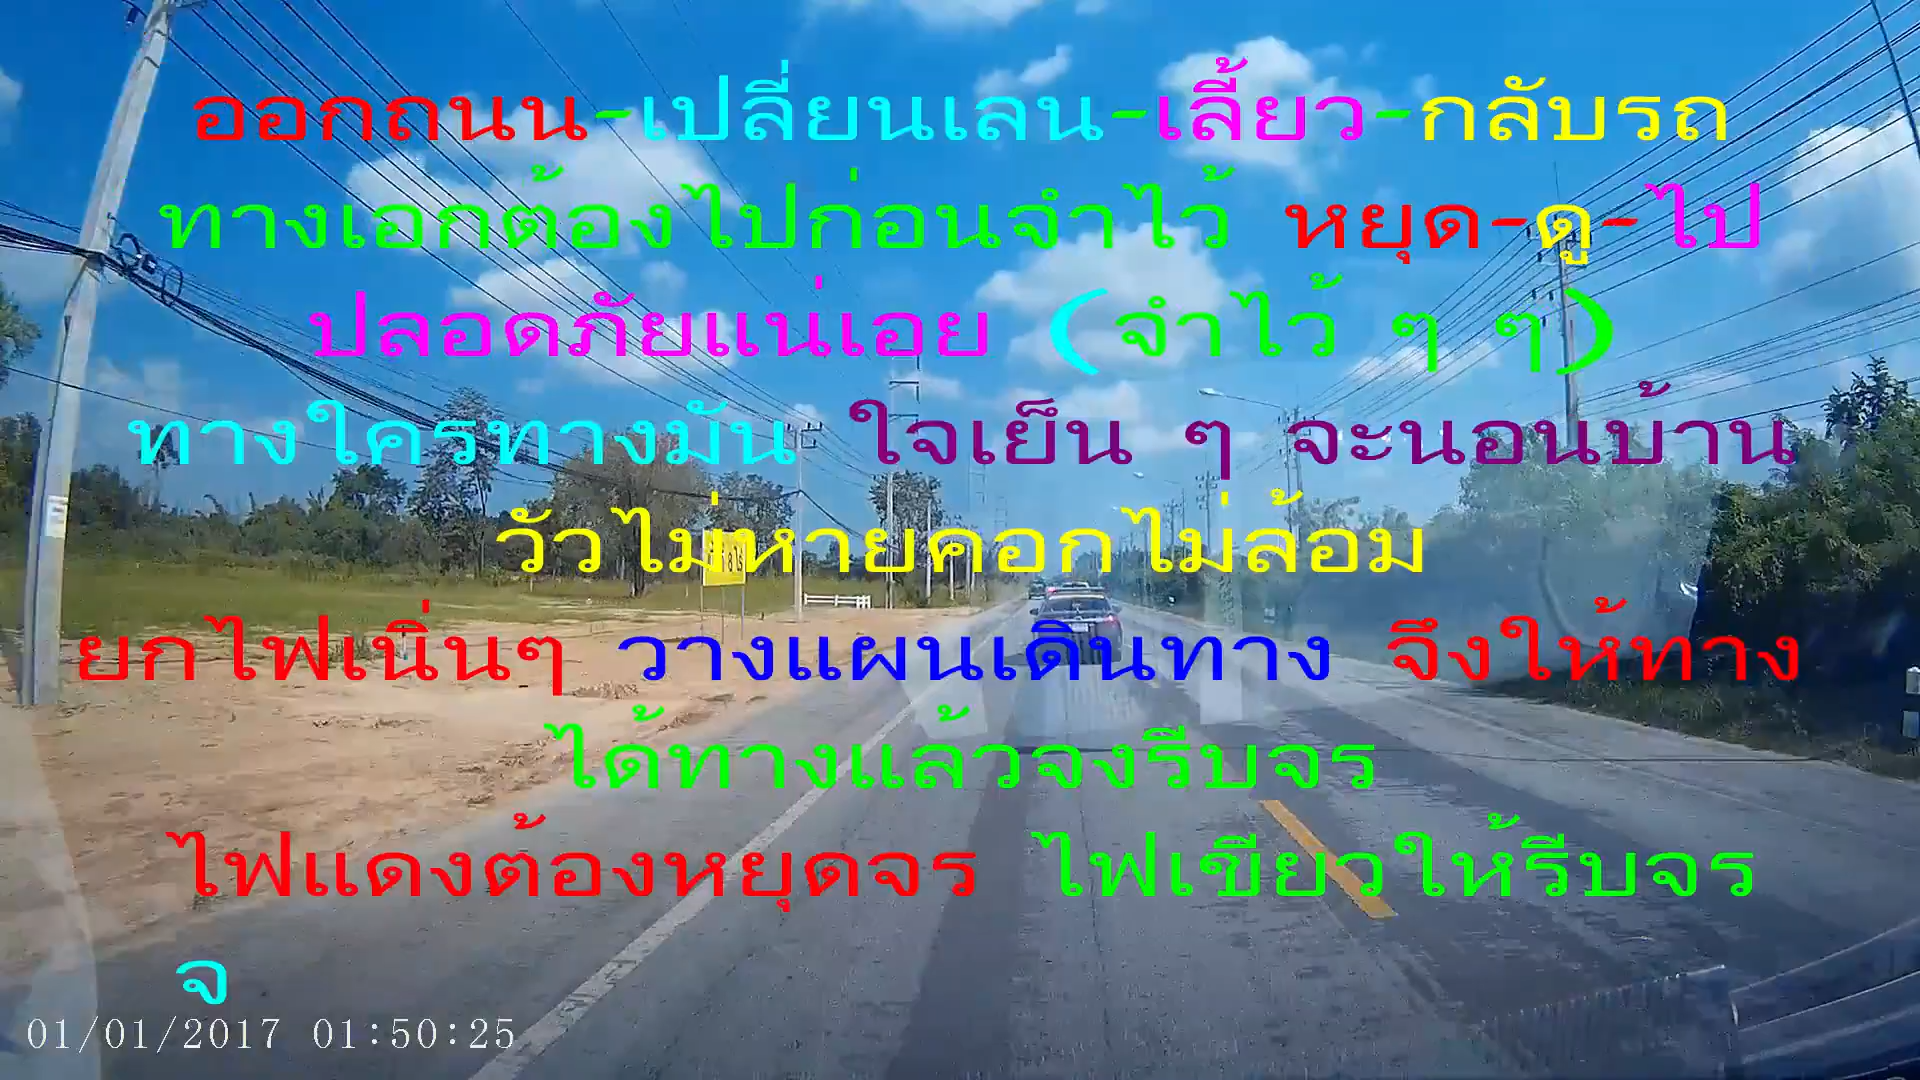 ออกถนน-เปลี่ยนเลน-เลี้ยว-กลับรถ
ทางเอกต้องไปก่อนจำไว้ หยุด-ดู-ไป
ปลอดภัยแน่เอย (จำไว้ ๆ ๆ)
ทางใครทางมัน ใจเย็น ๆ จะนอนบ้าน
วัวไม่หายคอกไม่ล้อม
ยกไฟเนิ่นๆ วางแผนเดินทาง จึงให้ทาง
ได้ทางแล้วจงรีบจร
ไฟแดงต้องหยุดจร ไฟเขียวให้รีบจร
จ
01/01/2017 01:50:25